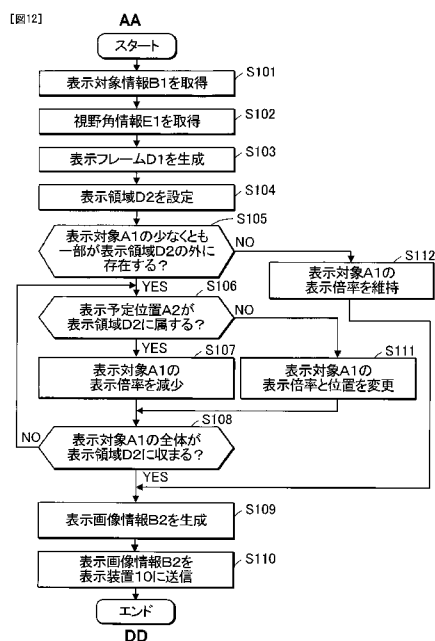 [図12]
AA
スタート
表示対象情報B1を取得
S101
視野角情報E1を取得
S102
表示フレームD1を生成
S103
表示領域D2を設定
S104
S105
表示対象A1の少なくとも
一部が表示領域D2の外に
存在する?
NO
YES
S112
表示対象A1の
表示倍率を維持
S106
表示予定位置A2が
表示領域D2に属する?
NO
YES
S107
表示対象A1の
表示倍率を減少
S111
表示対象A1の
表示倍率と位置を変更
S108
NO
表示対象A1の全体が
表示領域D2に収まる?
YES
表示画像情報B2を生成
S109
表示画像情報B2を
表示装置10に送信
S110
エンド
DD